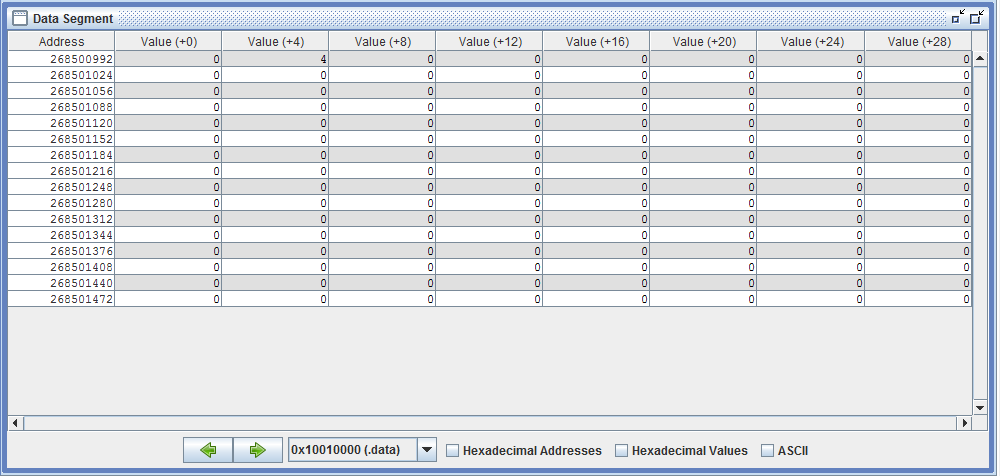 Data Segment
Address Value (+0) Value (+4) Value (+8) Value (+12) Value (+16) Value (+20) Value (+24) Value (+28)
268500992 0 4 0 0 0 0 0 0
268501024 0 0 0 0 0 0 0 0
268501056 0 0 0 0 0 0 0 0
268501088 0 0 0 0 0 0 0 0
268501120 0 0 0 0 0 0 0 0
268501152 0 0 0 0 0 0 0 0
268501184 0 0 0 0 0 0 0 0
268501216 0 0 0 0 0 0 0 0
268501248 0 0 0 0 0 0 0 0
268501280 0 0 0 0 0 0 0 0
268501312 0 0 0 0 0 0 0 0
268501344 0 0 0 0 0 0 0 0
268501376 0 0 0 0 0 0 0 0
268501408 0 0 0 0 0 0 0 0
268501440 0 0 0 0 0 0 0 0
268501472 0 0 0 0 0 0 0 0
0x10010000 (.data) Hexadecimal Addresses Hexadecimal Values ASCII